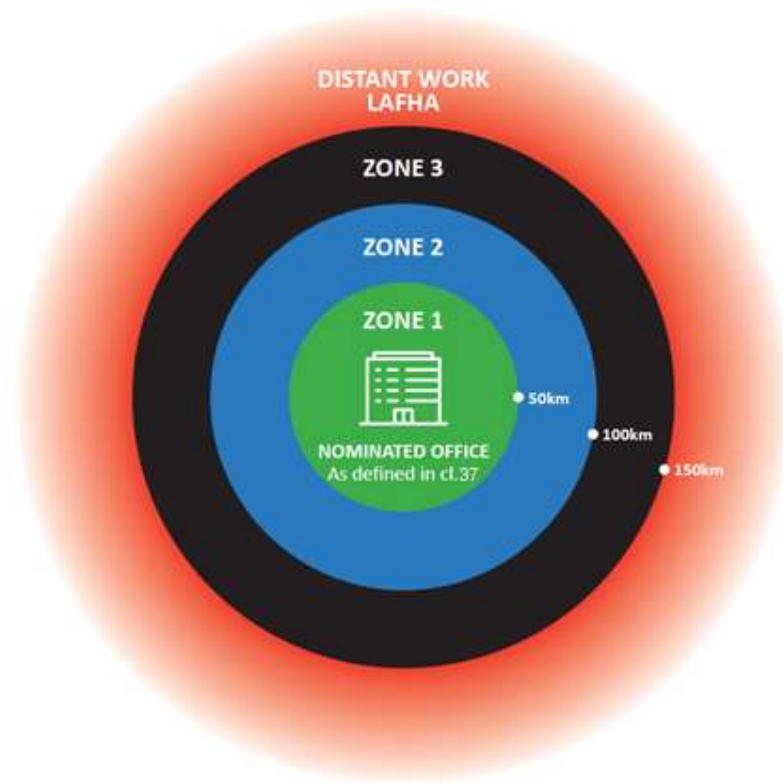 DISTANT WORK
LAFHA
ZONE 3
ZONE 2
ZONE 1
50km
NOMINATED OFFICE
100km
As defined in cl.37
150km